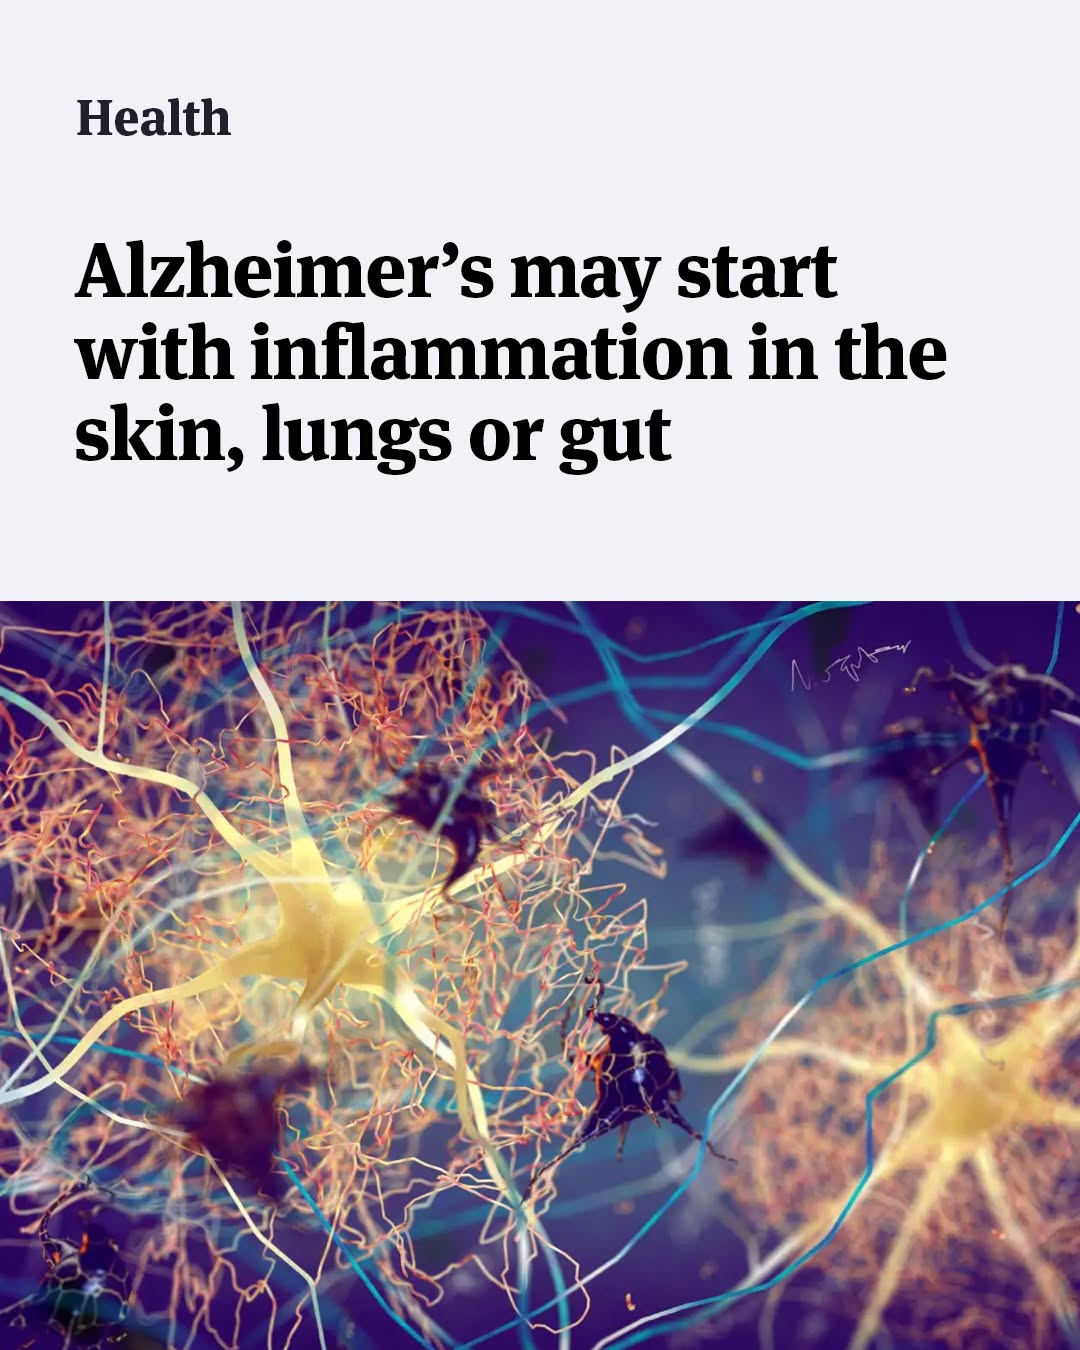 Health
Alzheimer’s may start
with inflammation in the
skin, lungs or gut